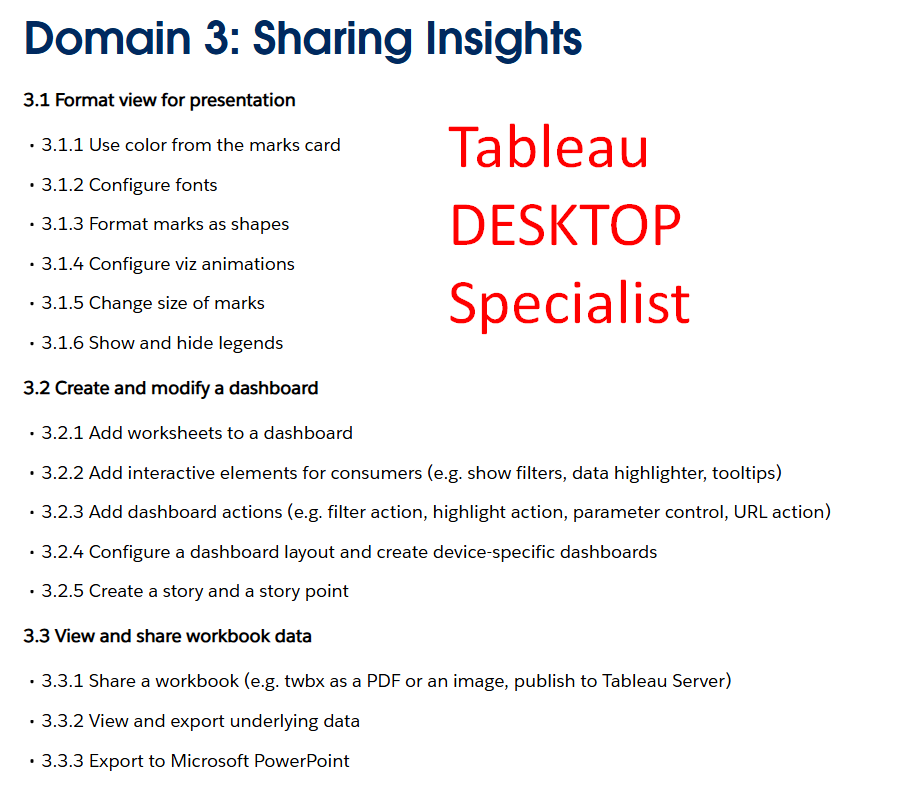 Domain 3: Sharing Insights
3.1 Format view for presentation
• 3.1.1 Use color from the marks card
• 3.1.2 Configure fonts
• 3.1.3 Format marks as shapes
• 3.1.4 Configure viz animations
• 3.1.5 Change size of marks
• 3.1.6 Show and hide legends
Tableau
DESKTOP
Specialist
3.2 Create and modify a dashboard
• 3.2.1 Add worksheets to a dashboard
• 3.2.2 Add interactive elements for consumers (e.g. show filters, data highlighter, tooltips)
• 3.2.3 Add dashboard actions (e.g. filter action, highlight action, parameter control, URL action)
• 3.2.4 Configure a dashboard layout and create device-specific dashboards
• 3.2.5 Create a story and a story point
3.3 View and share workbook data
• 3.3.1 Share a workbook (e.g. twbx as a PDF or an image, publish to Tableau Server)
• 3.3.2 View and export underlying data
• 3.3.3 Export to Microsoft PowerPoint